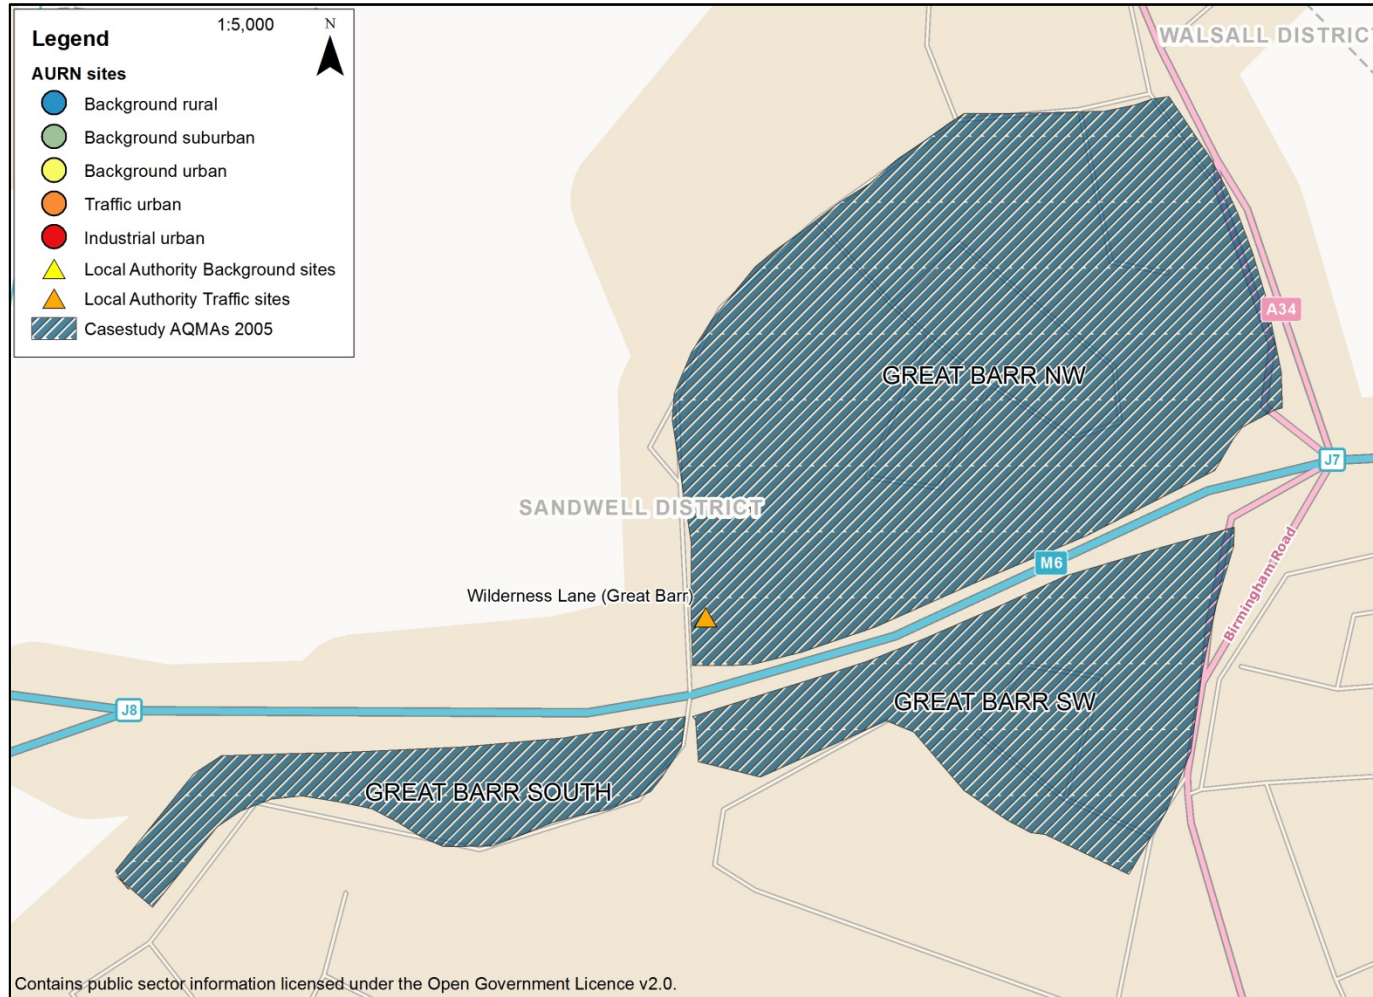 Legend
1:5,000
N
AURN sites
Background rural
Background suburban
Background urban
Traffic urban
Industrial urban
Local Authority Background sites
Local Authority Traffic sites
Casestudy AQMAs 2005
WALSALL DISTRICT
A34
GREAT BARR NW
J7
SANDWELL DISTRICT
M6
Birmingham Road
Wilderness Lane (Great Barr)
GREAT BARR SW
J8
GREAT BARR SOUTH
Contains public sector information licensed under the Open Government Licence v2.0.